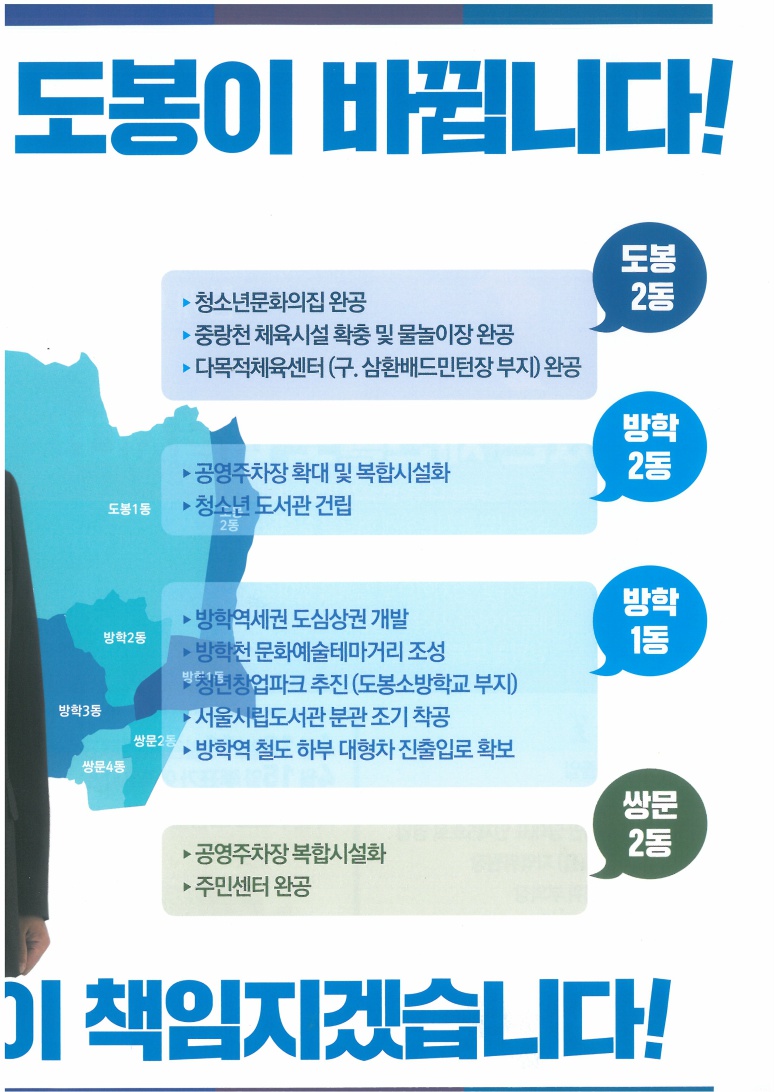 도봉이 바뀝니다!
도봉
2동
▸ 청소년문화의집 완공
▸ 중랑천 체육시설 확충 및 물놀이장 완공
▸ 다목적체육센터 (구. 삼환배드민턴장 부지) 완공
방학
2동
▸ 공영주차장 확대 및 복합시설화
▸ 청소년 도서관 건립
도봉1동
2동
방학
1동
▸ 방학역세권 도심상권 개발
▸ 방학천 문화예술테마거리 조성
▸ 청년창업파크 추진 (도봉소방학교 부지)
▸ 서울시립도서관 분관 조기 착공
▸ 방학역 철도 하부 대형차 진출입로 확보
방학2동
방학1동
방학3동
쌍문2동
쌍문4동
쌍문
2동
▸ 공영주차장 복합시설화
▸ 주민센터 완공
이 책임지겠습니다!